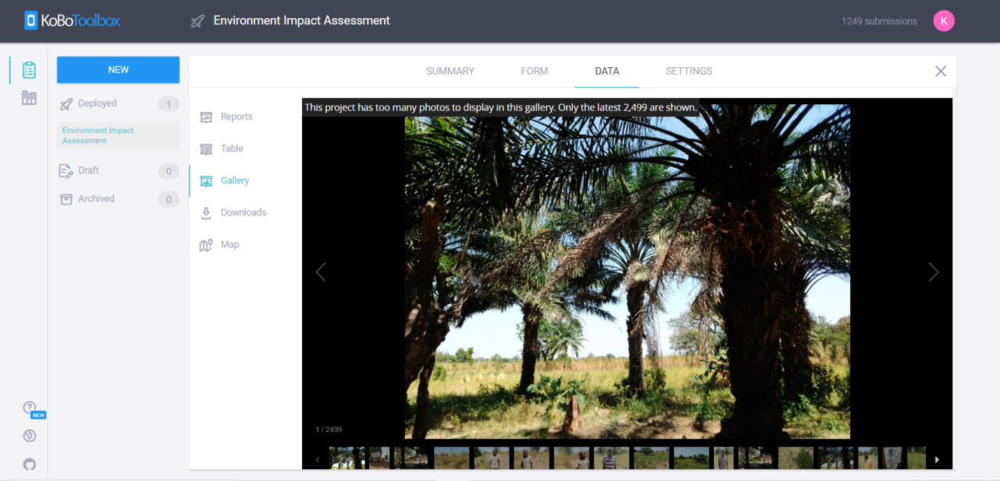 KoBoToolbox
Environment Impact Assessment
1249 submissions
K
NEW
Deployed
1
Environment Impact
Assessment
Draft
0
Archived
0
NEW
SUMMARY
FORM
DATA
SETTINGS
Reports
Table
Gallery
Downloads
Map
This project has too many photos to display in this gallery. Only the latest 2,499 are shown.
1 / 2499